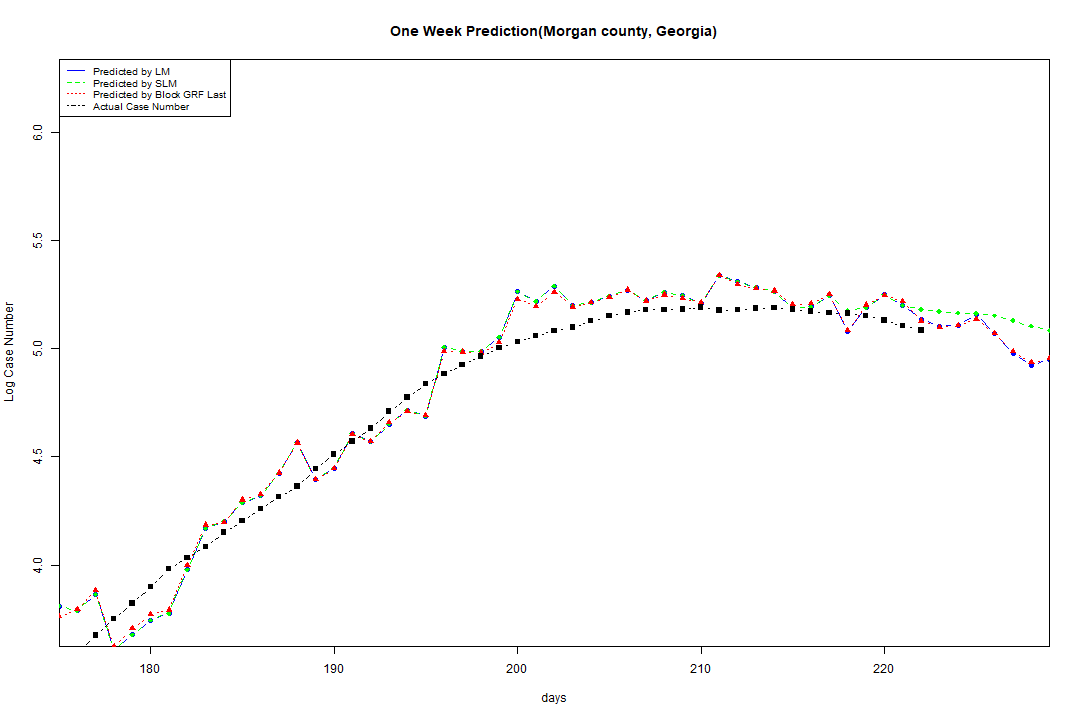 One Week Prediction(Morgan county, Georgia)
Predicted by LM
Predicted by SLM
Predicted by Block GRF Last
Actual Case Number
6.0
5.5
5.0
4.5
4.0
Log Case Number
180 190 200 210 220
days